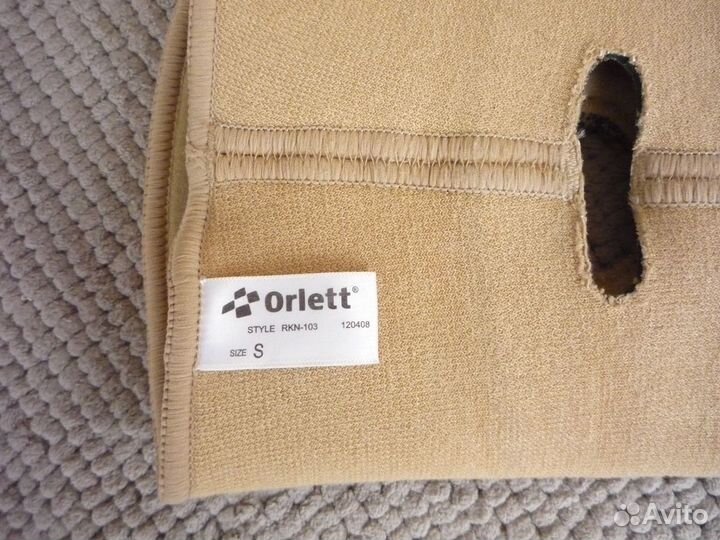 Orlett®
STYLE RKN-103 120408
SIZE S
Avito